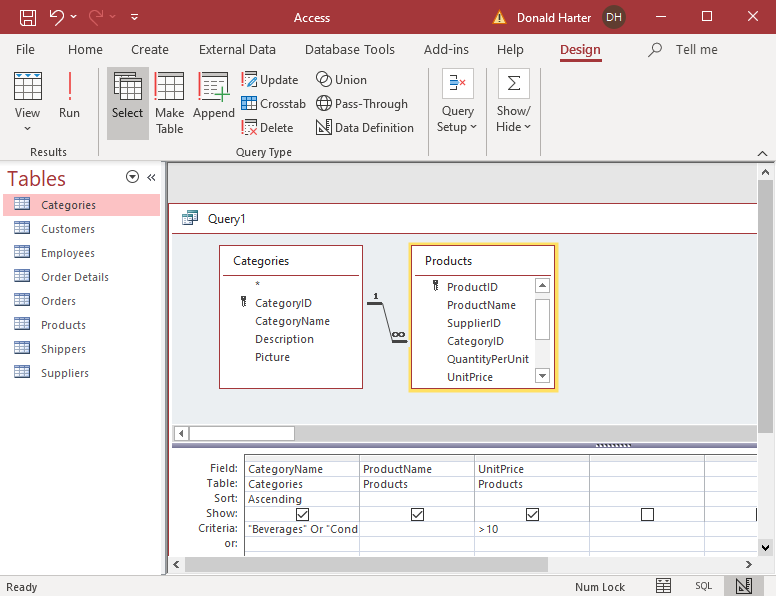 Access
Donald Harter DH
File Home Create External Data Database Tools Add-ins Help Design Tell me
View Run Select Make Table Append Update Crosstab Delete Union Pass-Through Data Definition Query Setup Show/ Hide
Results Query Type
Tables
Categories
Customers
Employees
Order Details
Orders
Products
Shippers
Suppliers
Query1
Categories
*
CategoryID
CategoryName
Description
Picture
1
∞
Products
ProductID
ProductName
SupplierID
CategoryID
QuantityPerUnit
UnitPrice
Field: CategoryName ProductName UnitPrice
Table: Categories Products Products
Sort: Ascending
Show:
Criteria: "Beverages" Or "Cond >10
or:
Ready Num Lock SQL